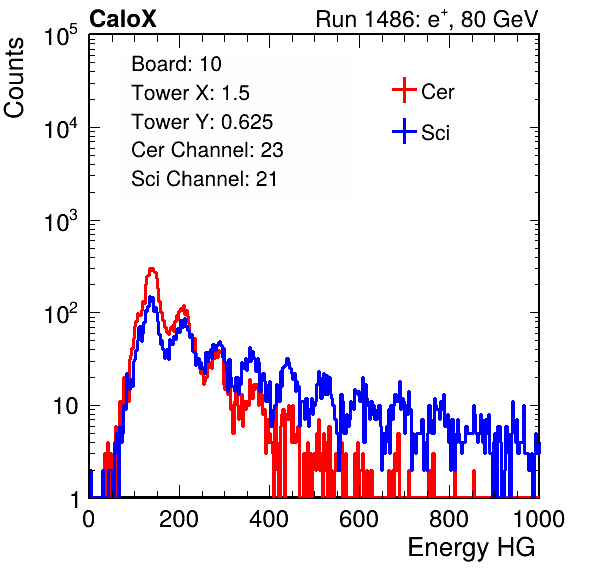 CaloX Run 1486: e⁺, 80 GeV
Counts
Board: 10
Tower X: 1.5
Tower Y: 0.625
Cer Channel: 23
Sci Channel: 21
Cer
Sci
10⁵
10⁴
10³
10²
10
1
0 200 400 600 800 1000
Energy HG